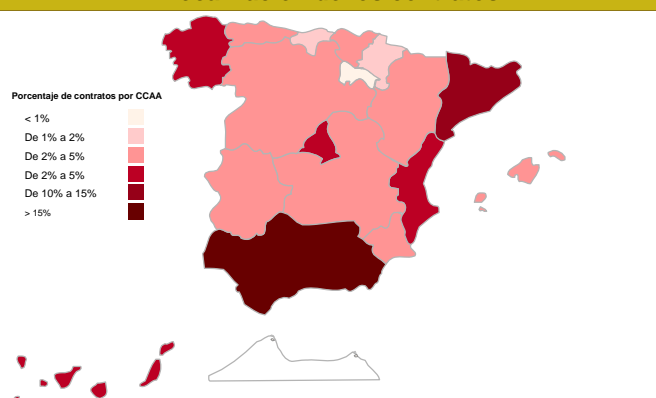 Porcentaje de contratos por CCAA
< 1%
De 1% a 2%
De 2% a 5%
De 2% a 5%
De 10% a 15%
> 15%